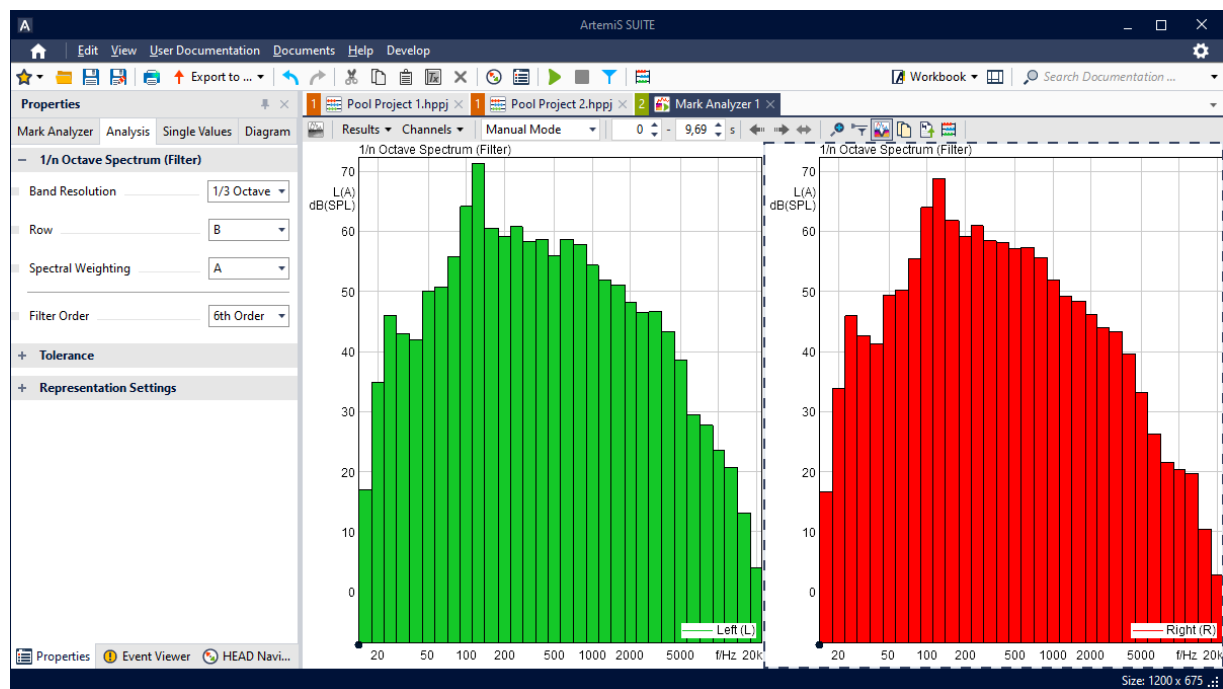 A ArtemiS SUITE
Edit View User Documentation Documents Help Develop
Export to ... Workbook Search Documentation ...
Properties
1 Pool Project 1.hppj 1 Pool Project 2.hppj 2 Mark Analyzer 1
Mark Analyzer Analysis Single Values Diagram
Results Channels Manual Mode 0 - 9,69 s
1/n Octave Spectrum (Filter)
Band Resolution 1/3 Octave
Row B
Spectral Weighting A
Filter Order 6th Order
Tolerance
Representation Settings
1/n Octave Spectrum (Filter)
70
L(A)
dB(SPL)
60
50
40
30
20
10
0
Left (L)
20 50 100 200 500 1000 2000 5000 f/Hz 20k
1/n Octave Spectrum (Filter)
70
L(A)
dB(SPL)
60
50
40
30
20
10
0
Right (R)
20 50 100 200 500 1000 2000 5000 f/Hz 20k
Properties Event Viewer HEAD Navi...
Size: 1200 x 675